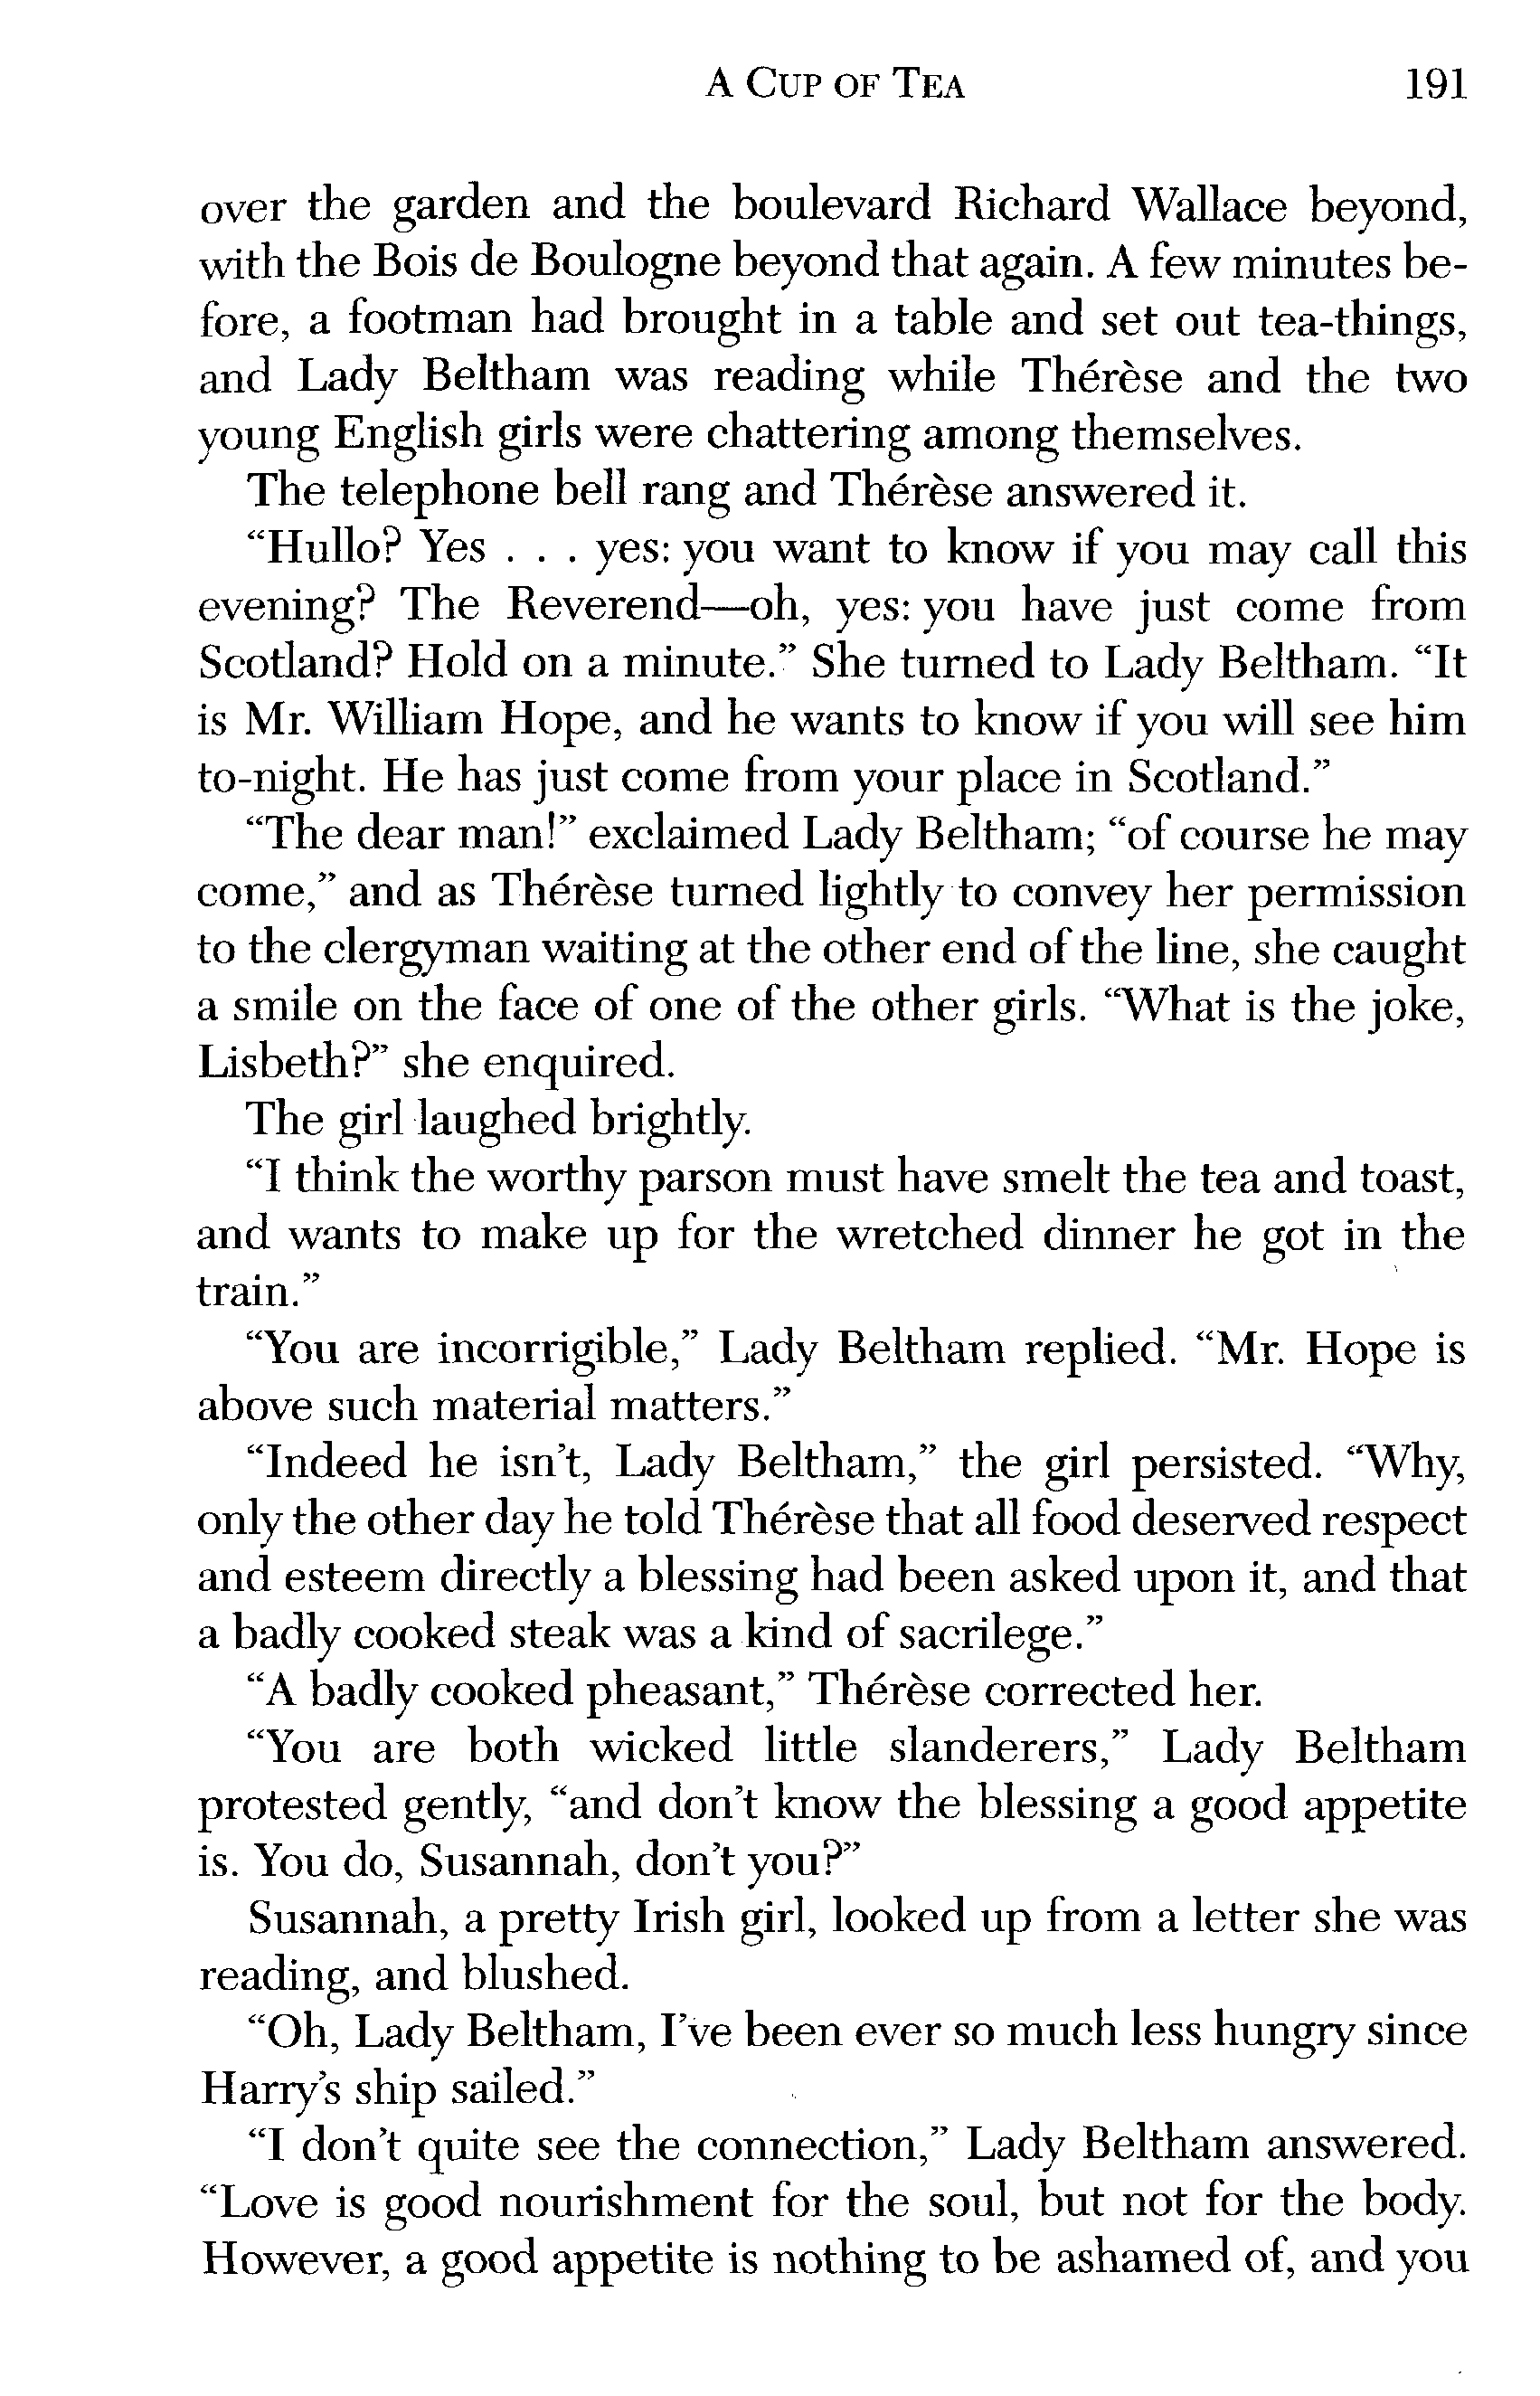 A CUP OF TEA 191
over the garden and the boulevard Richard Wallace beyond,
with the Bois de Boulogne beyond that again. A few minutes be-
fore, a footman had brought in a table and set out tea-things,
and Lady Beltham was reading while Thérèse and the two
young English girls were chattering among themselves.
The telephone bell rang and Thérèse answered it.
“Hullo? Yes . . . yes: you want to know if you may call this
evening? The Reverend—oh, yes: you have just come from
Scotland? Hold on a minute.” She turned to Lady Beltham. “It
is Mr. William Hope, and he wants to know if you will see him
to-night. He has just come from your place in Scotland.”
“The dear man!” exclaimed Lady Beltham; “of course he may
come,” and as Thérèse turned lightly to convey her permission
to the clergyman waiting at the other end of the line, she caught
a smile on the face of one of the other girls. “What is the joke,
Lisbeth?” she enquired.
The girl laughed brightly.
“I think the worthy parson must have smelt the tea and toast,
and wants to make up for the wretched dinner he got in the
train.”
“You are incorrigible,” Lady Beltham replied. “Mr. Hope is
above such material matters.”
“Indeed he isn’t, Lady Beltham,” the girl persisted. “Why,
only the other day he told Thérèse that all food deserved respect
and esteem directly a blessing had been asked upon it, and that
a badly cooked steak was a kind of sacrilege.”
“A badly cooked pheasant,” Thérèse corrected her.
“You are both wicked little slanderers,” Lady Beltham
protested gently, “and don’t know the blessing a good appetite
is. You do, Susannah, don’t you?”
Susannah, a pretty Irish girl, looked up from a letter she was
reading, and blushed.
“Oh, Lady Beltham, I’ve been ever so much less hungry since
Harry’s ship sailed.”
“I don’t quite see the connection,” Lady Beltham answered.
“Love is good nourishment for the soul, but not for the body.
However, a good appetite is nothing to be ashamed of, and you